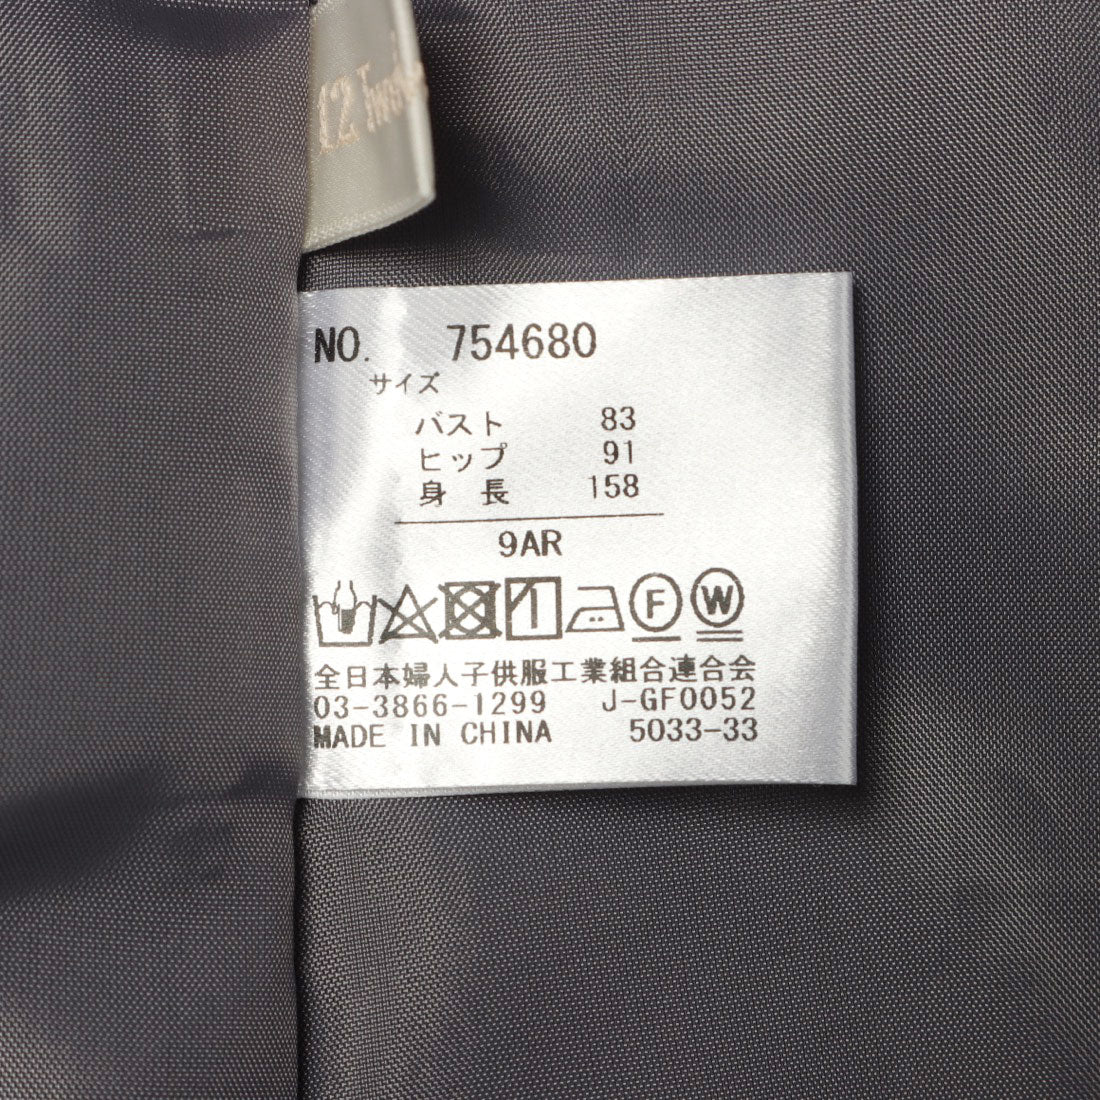 12
NO. 754680
サイズ
バスト 83
ヒップ 91
身長 158
9AR
F W
全日本婦人子供服工業組合連合会
03-3866-1299 J-GF0052
MADE IN CHINA 5033-33